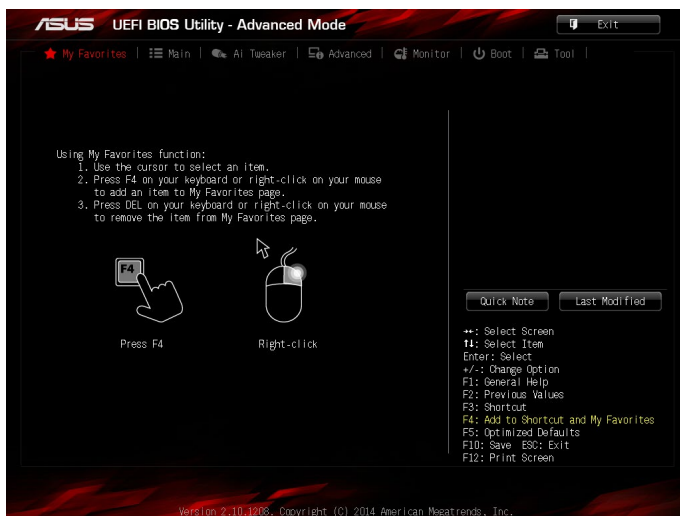 ASUS UEFI BIOS Utility - Advanced Mode
Exit
My Favorites | Main | Ai Tweaker | Advanced | Monitor | Boot | Tool |
Using My Favorites function:
1. Use the cursor to select an item.
2. Press F4 on your keyboard or right-click on your mouse
to add an item to My Favorites page.
3. Press DEL on your keyboard or right-click on your mouse
to remove the item from My Favorites page.
F4
Press F4
Right-click
Quick Note
Last Modified
→←: Select Screen
↑↓: Select Item
Enter: Select
+/-: Change Option
F1: General Help
F2: Previous Values
F3: Shortcut
F4: Add to Shortcut and My Favorites
F5: Optimized Defaults
F10: Save ESC: Exit
F12: Print Screen
Version 2.10.1208. Copyright (C) 2014 American Megatrends, Inc.